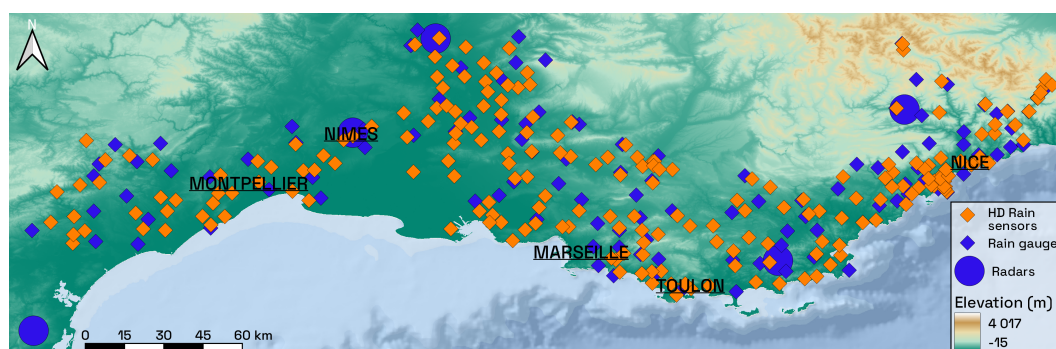 N
NIMES
MONTPELLIER
NICE
MARSEILLE
TOULON
HD Rain
sensors
Rain gauge
Radars
Elevation (m)
4 017
-15
0 15 30 45 60 km